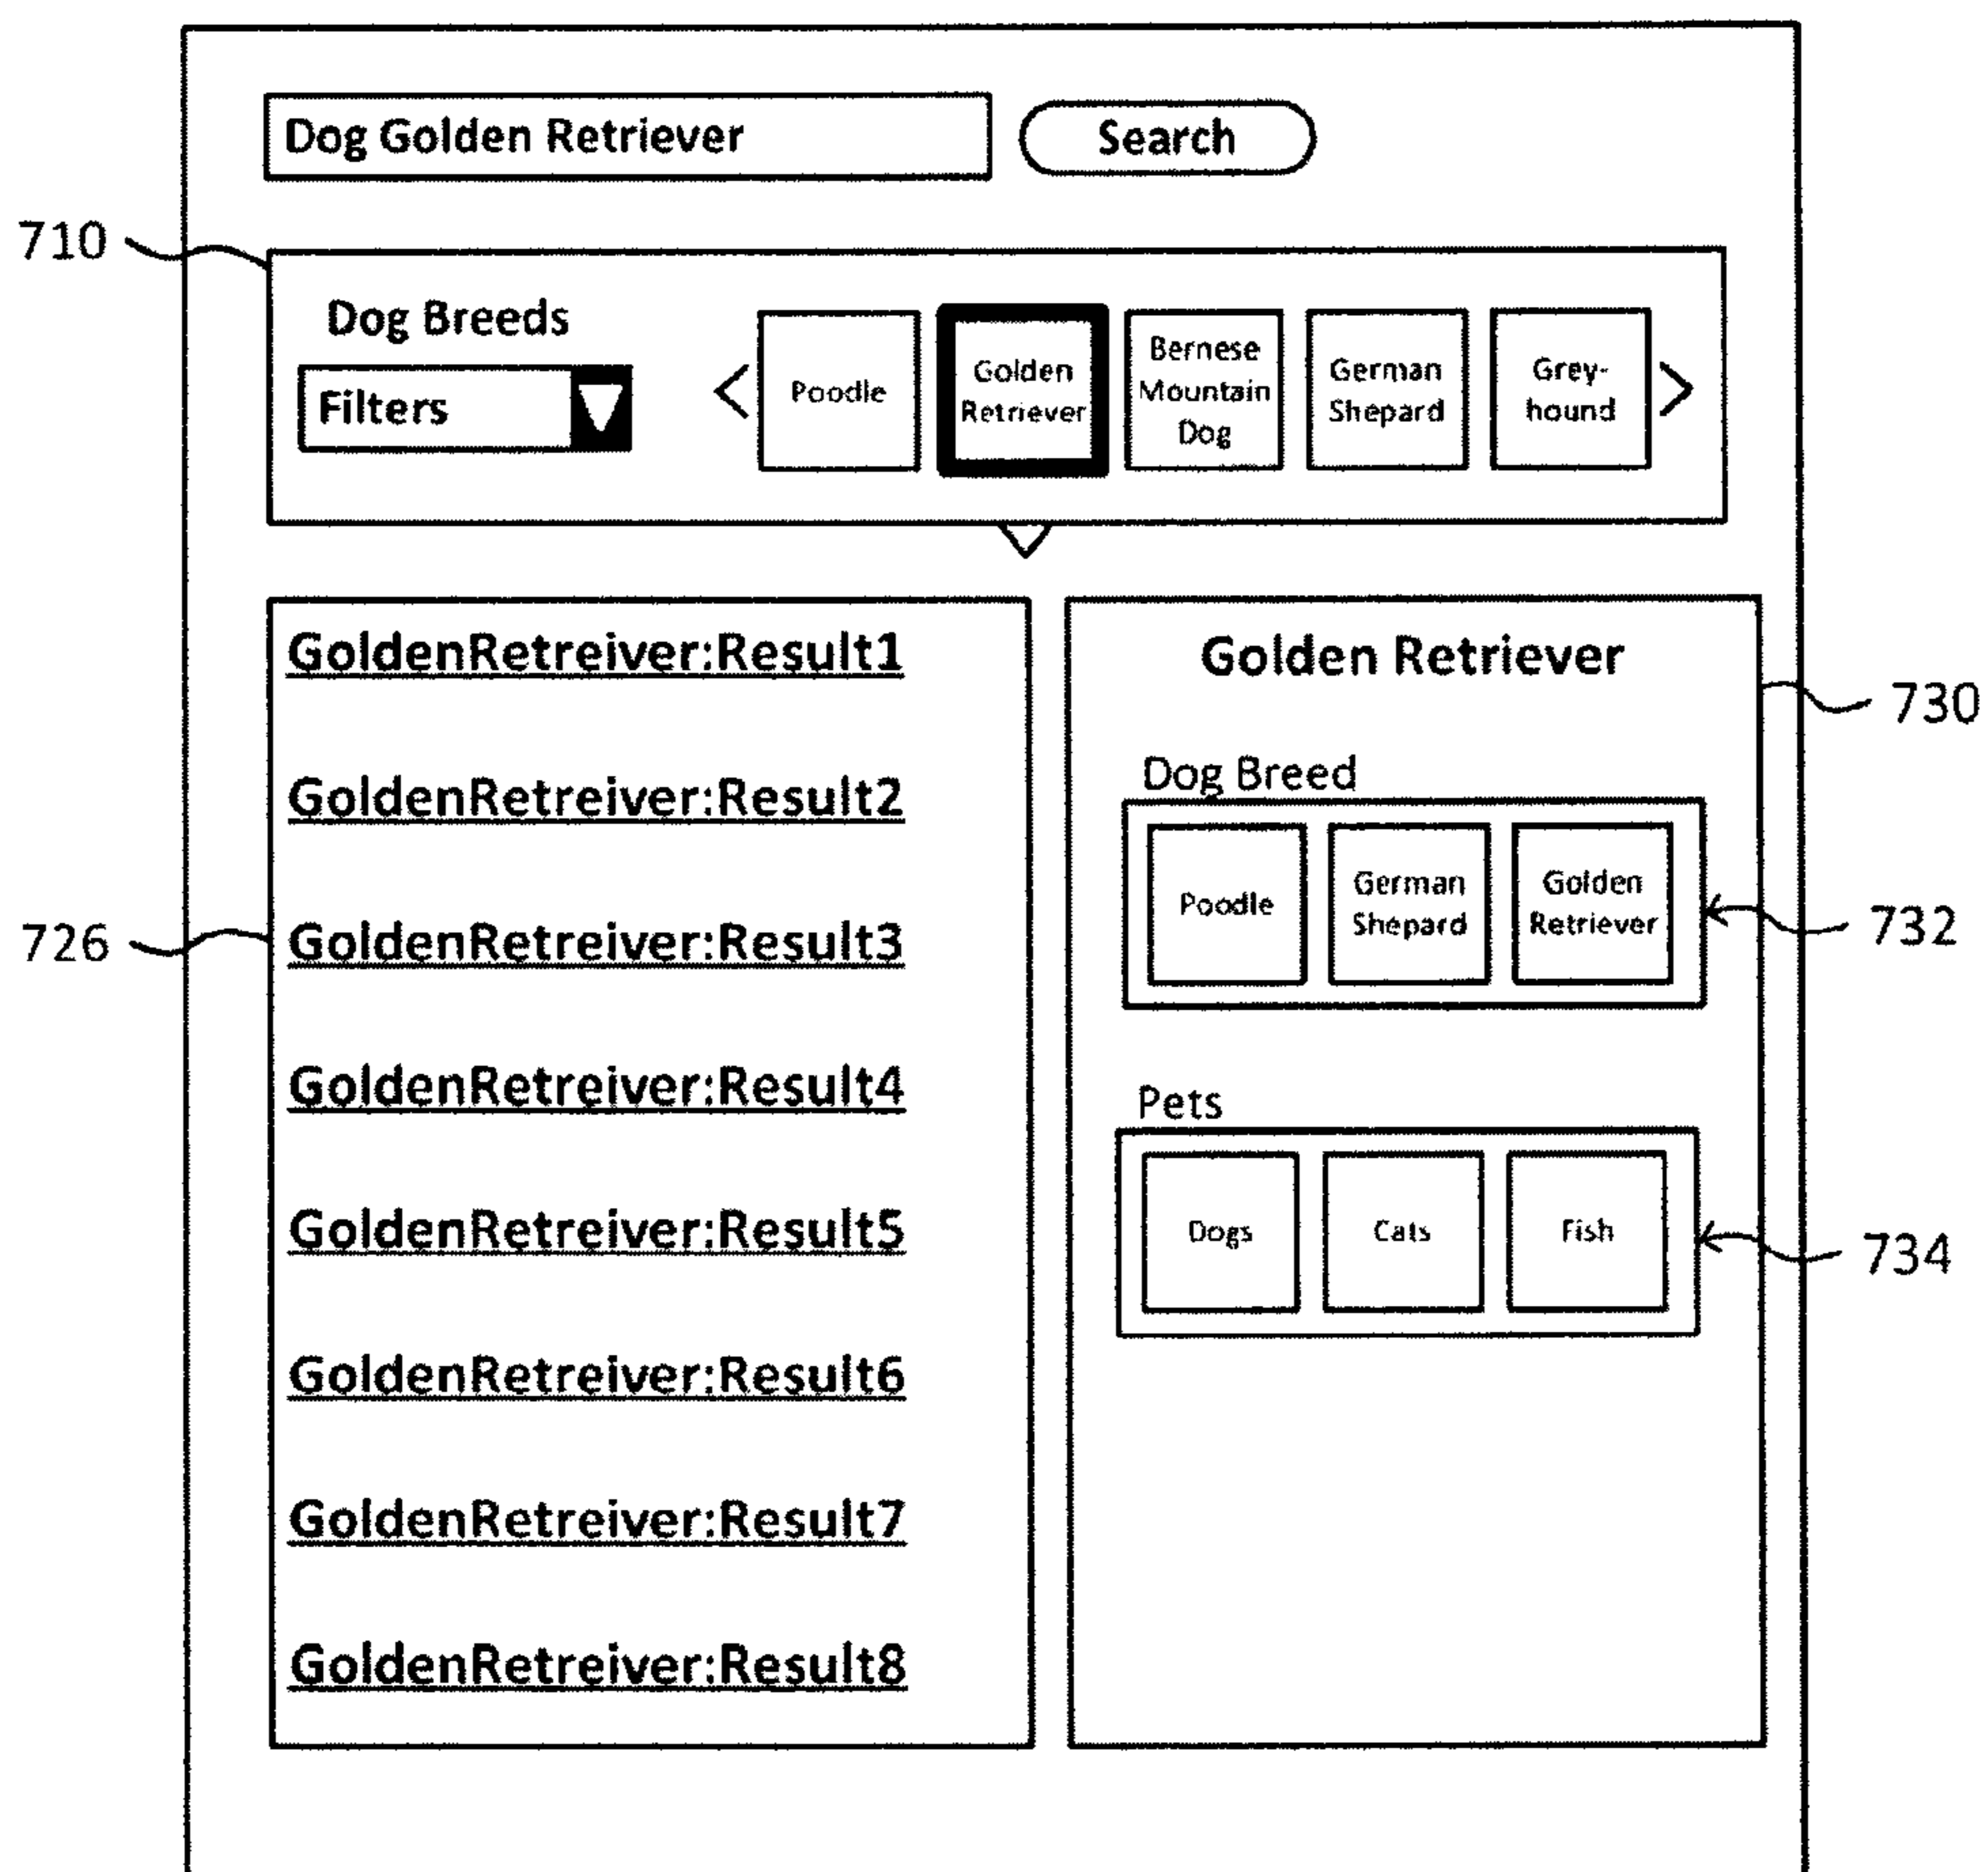 Dog Golden Retriever
Search
710
Dog Breeds
Filters
<
Poodle
Golden
Retriever
Bernese
Mountain
Dog
German
Shepard
Grey-
hound
>
GoldenRetreiver:Result1
GoldenRetreiver:Result2
GoldenRetreiver:Result3
GoldenRetreiver:Result4
GoldenRetreiver:Result5
GoldenRetreiver:Result6
GoldenRetreiver:Result7
GoldenRetreiver:Result8
726
Golden Retriever
730
Dog Breed
Poodle
German
Shepard
Golden
Retriever
732
Pets
Dogs
Cats
Fish
734